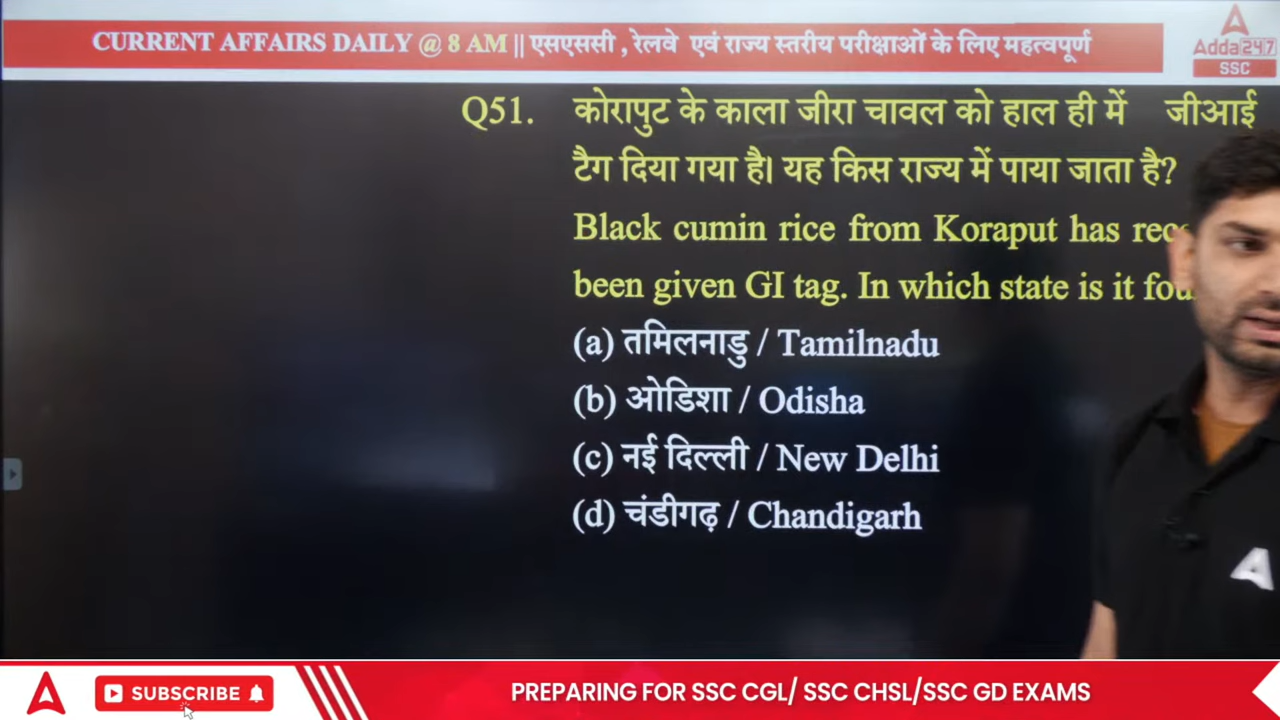 CURRENT AFFAIRS DAILY @ 8 AM || एसएससी , रेलवे एवं राज्य स्तरीय परीक्षाओं के लिए महत्वपूर्ण
Adda247
SSC
Q51. कोरापुट के काला जीरा चावल को हाल ही में जीआई
टैग दिया गया है। यह किस राज्य में पाया जाता है?
Black cumin rice from Koraput has
been given GI tag. In which state is it
(a) तमिलनाडु / Tamilnadu
(b) ओडिशा / Odisha
(c) नई दिल्ली / New Delhi
(d) चंडीगढ़ / Chandigarh
SUBSCRIBE
PREPARING FOR SSC CGL/ SSC CHSL/SSC GD EXAMS